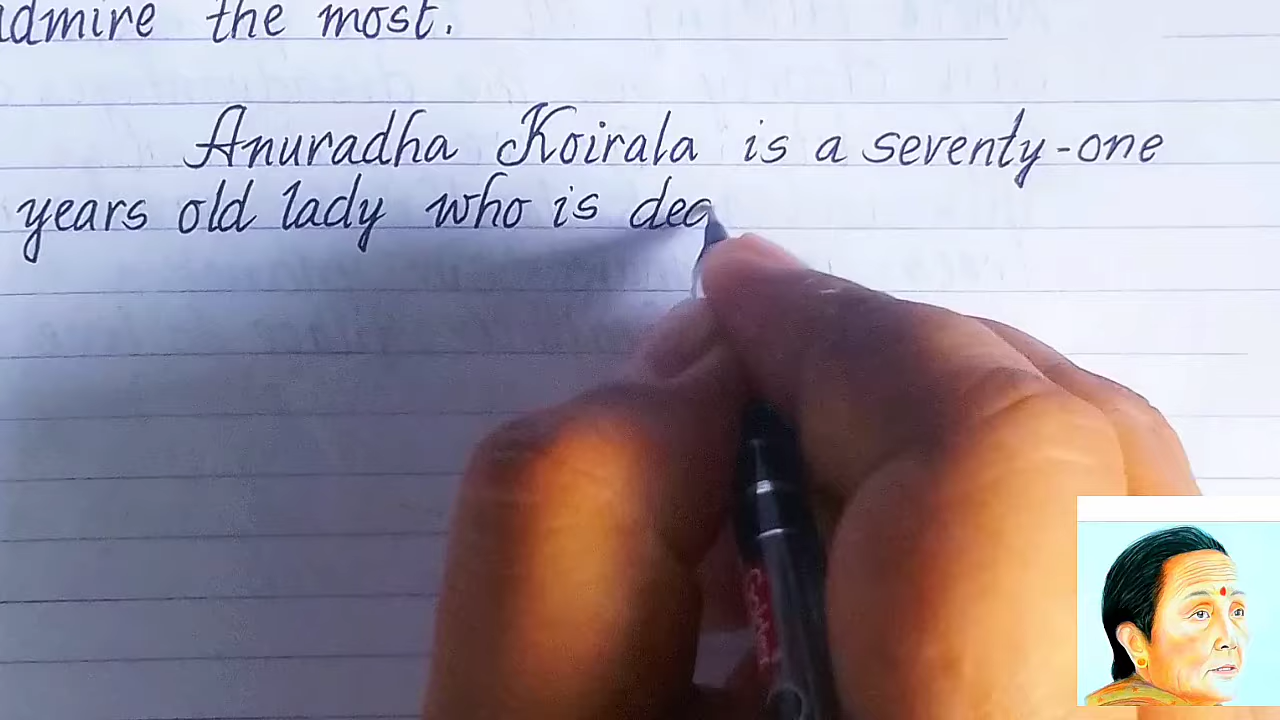 admire the most.
Anuradha Koirala is a seventy-one
years old lady who is